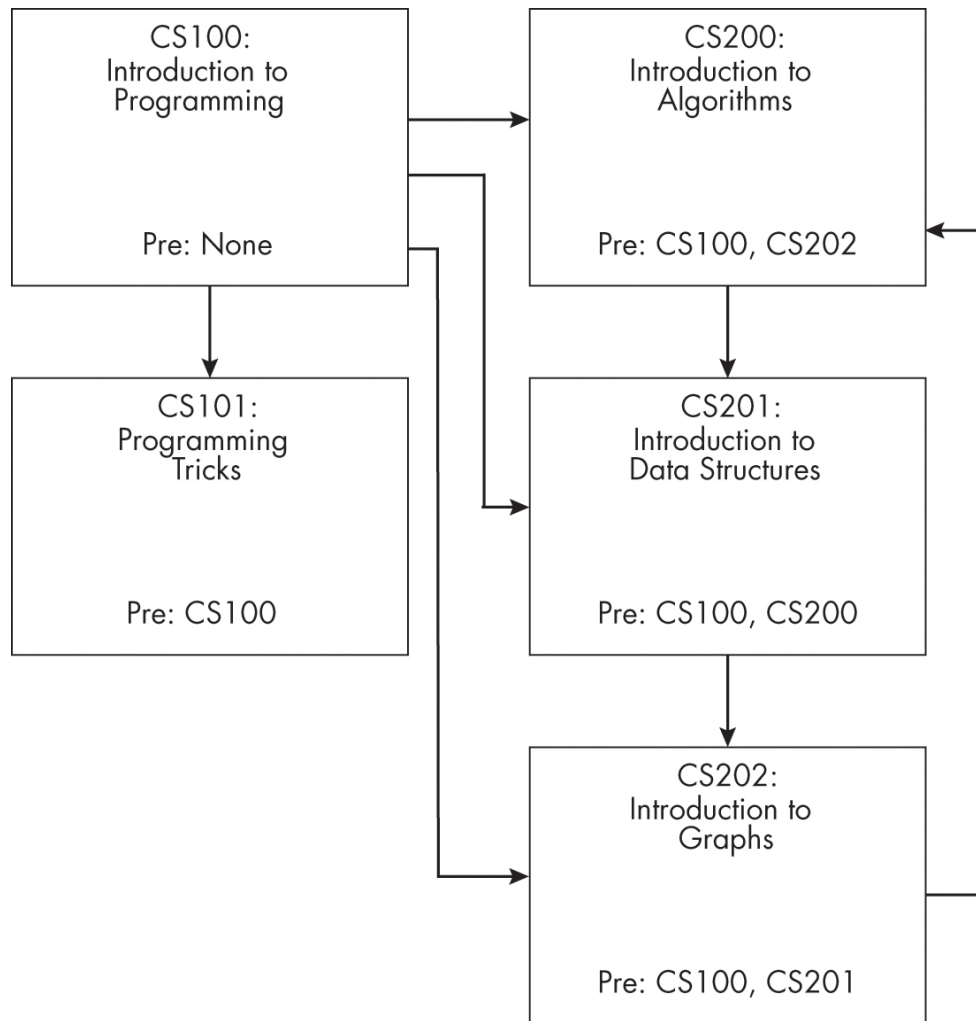 CS100:
Introduction to
Programming
Pre: None
CS200:
Introduction to
Algorithms
Pre: CS100, CS202
CS101:
Programming
Tricks
Pre: CS100
CS201:
Introduction to
Data Structures
Pre: CS100, CS200
CS202:
Introduction to
Graphs
Pre: CS100, CS201